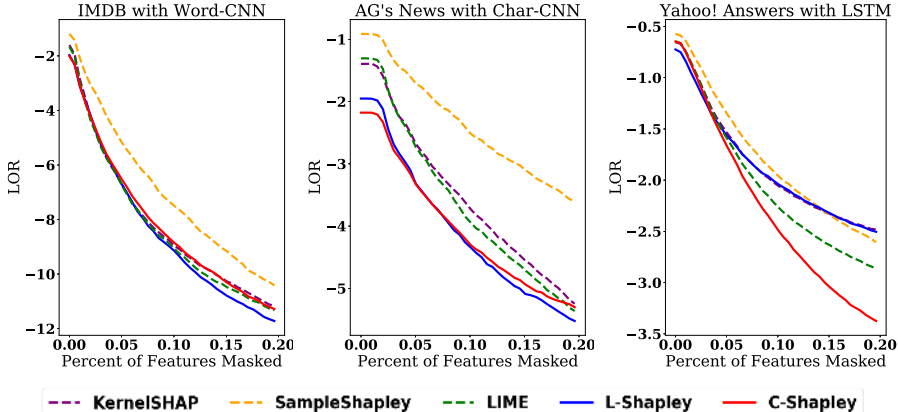 IMDB with Word-CNN
AG's News with Char-CNN
Yahoo! Answers with LSTM
LOR
−2
−4
−6
−8
−10
−12
0.00
0.05
0.10
0.15
0.20
Percent of Features Masked
LOR
−1
−2
−3
−4
−5
0.00
0.05
0.10
0.15
0.20
Percent of Features Masked
LOR
−0.5
−1.0
−1.5
−2.0
−2.5
−3.0
−3.5
0.00
0.05
0.10
0.15
0.20
Percent of Features Masked
KernelSHAP
SampleShapley
LIME
L-Shapley
C-Shapley